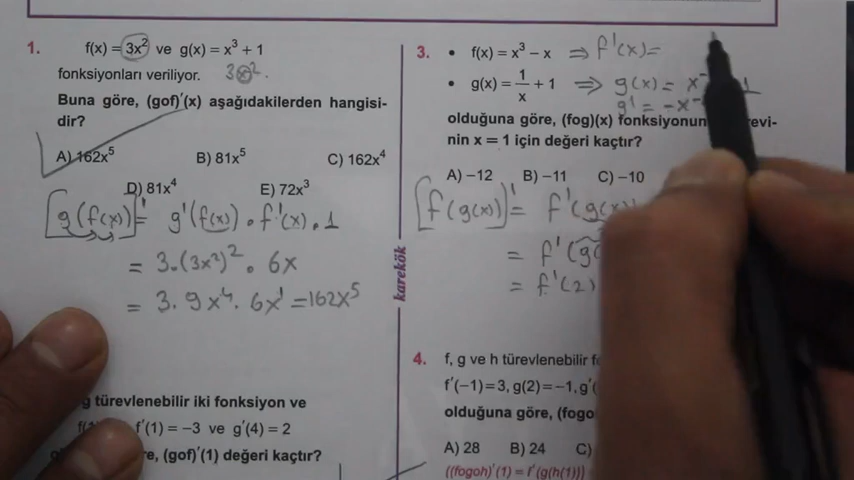 1. f(x) = 3x² ve g(x) = x³ + 1
fonksiyonları veriliyor. 3x².
Buna göre, (gof)'(x) aşağıdakilerden hangisi-
dir?
A) 162x⁵ B) 81x⁵ C) 162x⁴
D) 81x⁴ E) 72x³
[g(f(x))]' = g'(f(x)) . f'(x) . 1
= 3.(3x²)² . 6x
= 3 . 9x⁴ . 6x¹ = 162x⁵
türevlenebilir iki fonksiyon ve
f'(1) = −3 ve g'(4) = 2
(gof)'(1) değeri kaçtır?
karekök
3. • f(x) = x³ − x ⇒ f'(x) =
• g(x) = 1/x + 1 ⇒ g(x) = x⁻ 1
g' = −x⁻
olduğuna göre, (fog)(x) fonksiyonun
nin x = 1 için değeri kaçtır?
A) −12 B) −11 C) −10
[f(g(x))]' = f'(g(x))
= f'(g
= f'(2)
4. f, g ve h türevlenebilir f
f'(−1) = 3, g(2) = −1, g'(
olduğuna göre, (fogo
A) 28 B) 24 C)
((fogoh)'(1) = f'(g(h(1)))